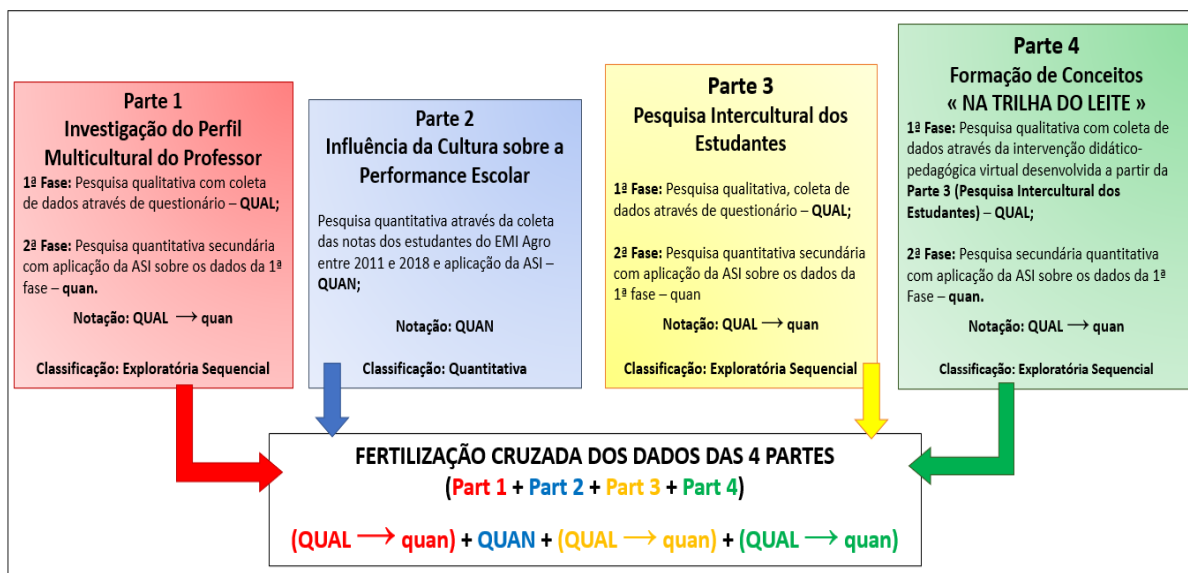 Parte 1
Investigação do Perfil
Multicultural do Professor
1ª Fase: Pesquisa qualitativa com coleta
de dados através de questionário – QUAL;
2ª Fase: Pesquisa quantitativa secundária
com aplicação da ASI sobre os dados da 1ª
fase – quan.
Notação: QUAL → quan
Classificação: Exploratória Sequencial
Parte 2
Influência da Cultura sobre a
Performance Escolar
Pesquisa quantitativa através da coleta
das notas dos estudantes do EMI Agro
entre 2011 e 2018 e aplicação da ASI –
QUAN;
Notação: QUAN
Classificação: Quantitativa
Parte 3
Pesquisa Intercultural dos
Estudantes
1ª Fase: Pesquisa qualitativa, coleta de
dados através de questionário – QUAL;
2ª Fase: Pesquisa quantitativa secundária
com aplicação da ASI sobre os dados da
1ª fase – quan
Notação: QUAL → quan
Classificação: Exploratória Sequencial
Parte 4
Formação de Conceitos
« NA TRILHA DO LEITE »
1ª Fase: Pesquisa qualitativa com coleta de
dados através da intervenção didático-
pedagógica virtual desenvolvida a partir da
Parte 3 (Pesquisa Intercultural dos
Estudantes) – QUAL;
2ª Fase: Pesquisa secundária quantitativa
com aplicação da ASI sobre os dados da 1ª
Fase – quan.
Notação: QUAL → quan
Classificação: Exploratória Sequencial
FERTILIZAÇÃO CRUZADA DOS DADOS DAS 4 PARTES
(Part 1 + Part 2 + Part 3 + Part 4)
(QUAL → quan) + QUAN + (QUAL → quan) + (QUAL → quan)